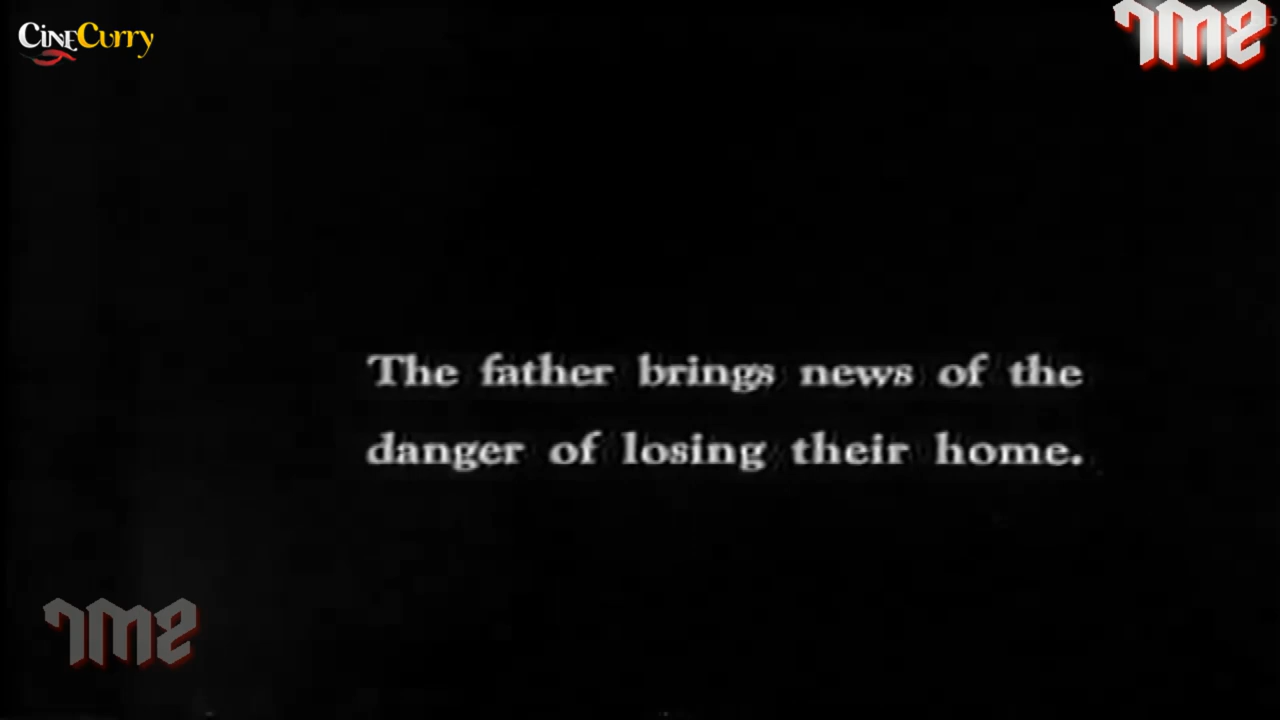 CineCurry
The father brings news of the
danger of losing their home.